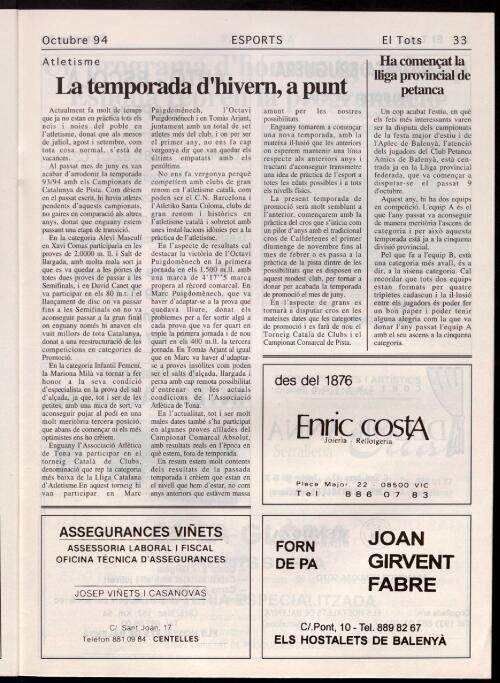 Octubre 94
ESPORTS
El Tots 33
Atletisme
La temporada d'hivern, a punt
Actualment fa molt de temps
que ja no estan en pràctica tots els
nois i noies del poble en
l'atletisme, donat que als mesos
de juliol, agost i setembre, com
tota cosa normal, s'està de
vacances.
Al passat mes de juny es van
acabar d'arrodonir la temporada
93/94 amb els Campionats de
Catalunya de Pista. Com dèiem
en el passat escrit, hi havia atletes
pendents d'aquests campionats,
no gaires en comparació als altres
anys, donat que enguany estem
passant una etapa de transició.
En la categoria Aleví Masculí
en Xavi Comas participaria en les
proves de 2.000 m. ll. i Salt de
llargada, amb moltes mala sort ja
que es va quedar a les portes de
totes dues proves de passar a les
Semifinals, i en David Canet que
va participar en els 80 m.t. i el
llançament de disc on va passar
fins a les Semifinals on no va
aconseguir passar a la gran final
on enguany només hi anaven els
vuit millors de tota Catalunya,
donat a una reestructuració de les
competicions en categories de
Promoció.
En la categoria Infantil Femení,
la Mariona Milà va tornar a fer
honor a la seva condició
d'especialista en la prova del salt
d'alçada, ja que, tot i ser de les
petites, amb una mica de sort, va
aconseguir pujar al podi en una
molt meritòria tercera posició,
que abans de començar ni els més
optimistes ens ho crèiem.
Enguany l'Associació Atlètica
de Tona va participar en el
torneig Català de Clubs,
denominació que rep la categoria
més baixa de la Lliga Catalana
d'Atletisme. En aquest torneig hi
van participar en Marc
Puigdomènech, l'Octavi
Puigdomènech i en Tomàs Arjant,
juntament amb un total de set
atletes més del club, i on per ser
el primer any, no ens fa cap
vergonya dir que van quedar els
últims empatats amb els
penúltims.
No ens fa vergonya perquè
competíem amb clubs de gran
renom en l'atletisme català, com
poden ser el C.N. Barcelona i
l'Atlètiko Santa Coloma, clubs de
gran renom i històries en
l'atletisme català i sobretot amb
unes instal·lacions idònies per a la
pràctica de l'atletisme.
En l'aspecte de resultats cal
destacar la victòria de l'Octavi
Puigdomènech en la primera
jornada en els 1.500 m.ll. amb
una marca de 4'17''5 marca
propera al rècord comarcal. En
Marc Puigdomènech, que va
haver d'adaptar-se a la prova que
quedava lliure, donat els
problemes per a fer sortir algú a
cada prova que va fer quart en
triple la primera jornada i de nou
quart en els 400 m.ll. la tercera
jornada. En Tomàs Arjant al igual
que en Marc va haver d'adaptar-
se a proves insòlites com poden
ser el salts d'alçada, llargada i
perxa amb cap remota possibilitat
d'entrenar en les actuals
condicions de l'Associació
Atlètica de Tona.
En l'actualitat, tot i ser molt
males dates també s'ha participat
en algunes proves aïllades del
Campionat Comarcal Absolut,
amb resultats reals en l'època en
què estem, fora de temporada.
En resum estem molt contents
dels resultats de la passada
temporada i crèiem que estan en
el nivell que hem d'estar, no com
anys anteriors que estàvem massa
amunt per les nostres
possibilitats.
Enguany tornarem a començar
una nova temporada, amb la
mateixa il·lusió que les anteriors
on esperem mantenir una línia
respecte als anteriors anys i
tractant d'aconseguir transmetre
una idea de pràctica de l'esport a
totes les edats possibles i a tots
els nivells físics.
La present temporada de
promoció serà molt semblant a
l'anterior, començarem amb la
pràctica del cros que s'inicia com
un pilot d'anys amb el tradicional
cros de Calldetenes el primer
diumenge de novembre fins al
mes de febrer o es passa a la
pràctica de la pista dintre de les
possibilitats que es disposen en
aquest modest club, per tornar a
donar per acabada la temporada
de promoció el mes de juny.
En l'aspecte de grans es
tornarà a disputar cros en les
mateixes dates que les categories
de promoció i es farà de nou el
Torneig Català de Clubs i el
Campionat Comarcal de Pista.
Ha començat la
lliga provincial de
petanca
Un cop acabat l'estiu, en què
els fets més interessants varen
ser la disputa dels campionats
de la festa major d'estiu i de
l'Aplec de Balenyà, l'atenció
dels jugadors del Club Petanca
Amics de Balenyà, està cen-
trada ja en la Lliga provincial
federada, que va començar a
disputar-se el passat 9
d'octubre.
Aquest any, hi ha dos equips
en competició. L'equip A és el
que l'any passat va aconseguir
de manera meritòria l'ascens de
categoria i per això aquesta
temporada està ja a la cinquena
divisió provincial.
Pel que fa a l'equip B, està
una categoria més avall, és a
dir, a la sisena categoria. Cal
recordar que tots dos equips
estan formats per quatre
tripletes cadascun i la il·lusió
entre els jugadors és poder fer
un bon paper i poder tenir
alguna alegria com la que va
donar l'any passat l'equip A
amb el seu ascens a la cinquena
categoria.
des del 1876
Enric costA
Joieria - Rellotgeria
Plaça Major, 22 - 08500 VIC
Tel. 886 07 83
ASSEGURANCES VIÑETS
ASSESSORIA LABORAL I FISCAL
OFICINA TÈCNICA D'ASSEGURANCES
JOSEP VIÑETS I CASANOVAS
C/. Sant Joan, 17
Telèfon 881 09 84 - CENTELLES
FORN
DE PA
JOAN
GIRVENT
FABRE
C/.Pont, 10 - Tel. 889 82 67
ELS HOSTALETS DE BALENYÀ